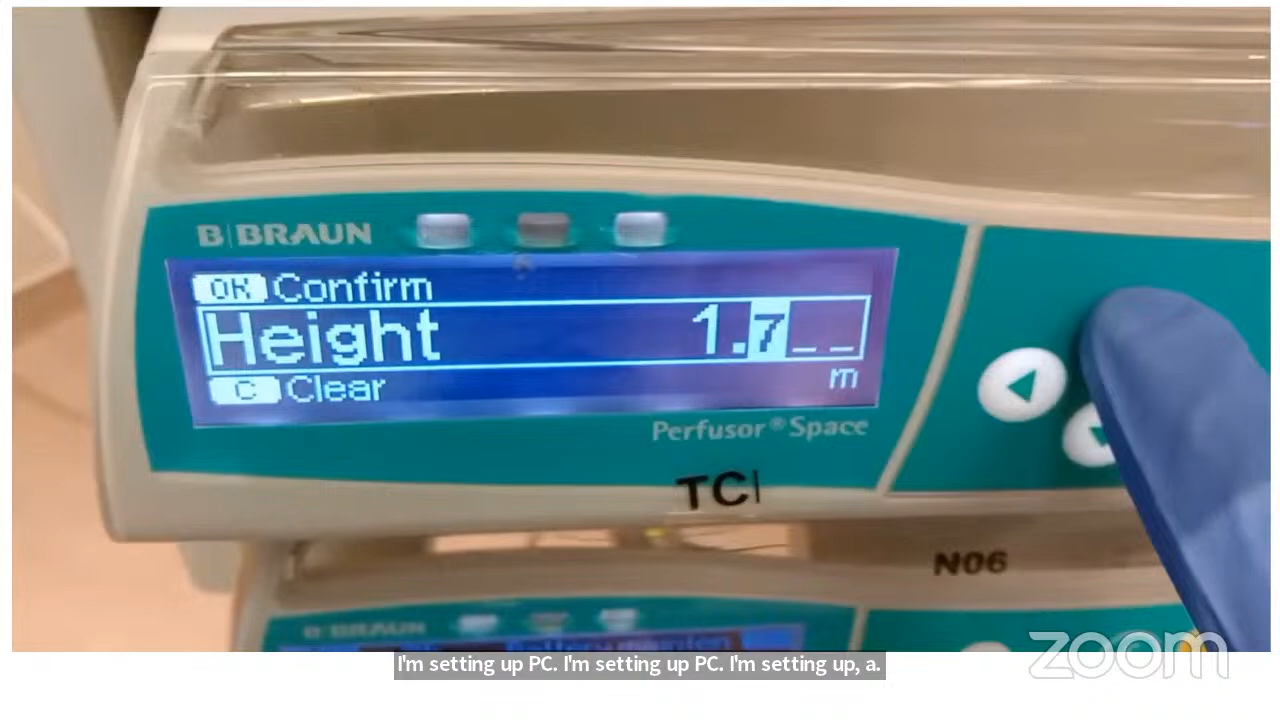 B|BRAUN
OK Confirm
Height 1.7_ _
C Clear m
Perfusor® Space
TCI
N06
B|BRAUN
zoom
I'm setting up PC. I'm setting up PC. I'm setting up, a.